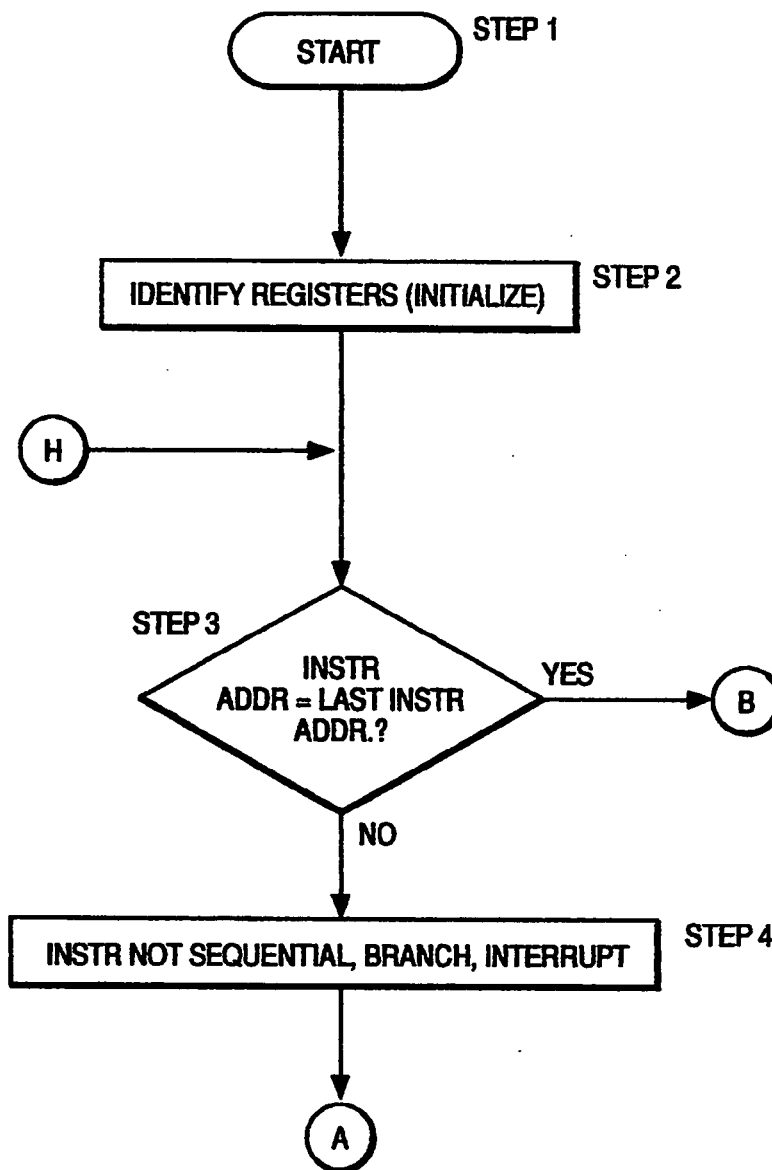 START
STEP 1
IDENTIFY REGISTERS (INITIALIZE)
STEP 2
H
STEP 3
INSTR
ADDR = LAST INSTR
ADDR.?
YES
B
NO
INSTR NOT SEQUENTIAL, BRANCH, INTERRUPT
STEP 4
A